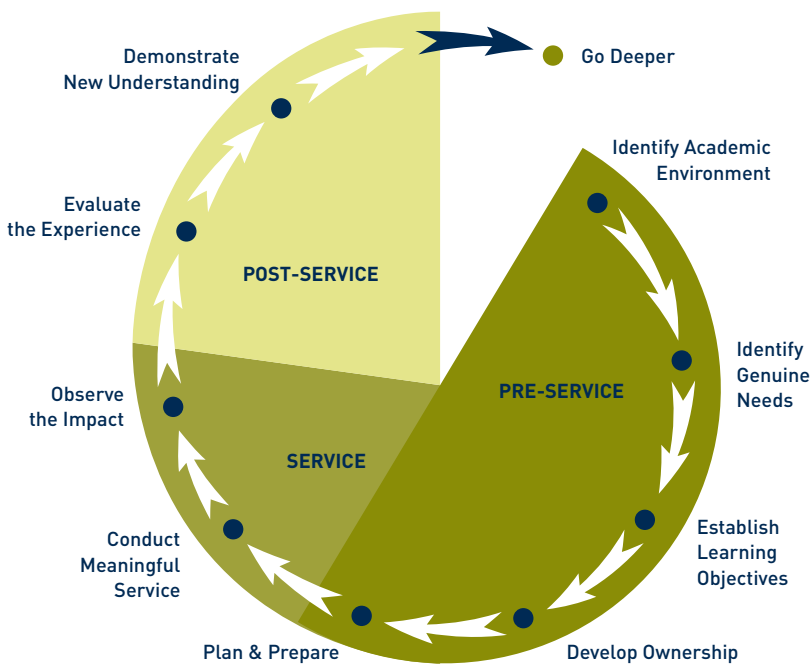 Demonstrate
New Understanding
Go Deeper
Identify Academic
Environment
Evaluate
the Experience
POST-SERVICE
Identify
Genuine
Needs
PRE-SERVICE
Observe
the Impact
SERVICE
Establish
Learning
Objectives
Conduct
Meaningful
Service
Plan & Prepare
Develop Ownership